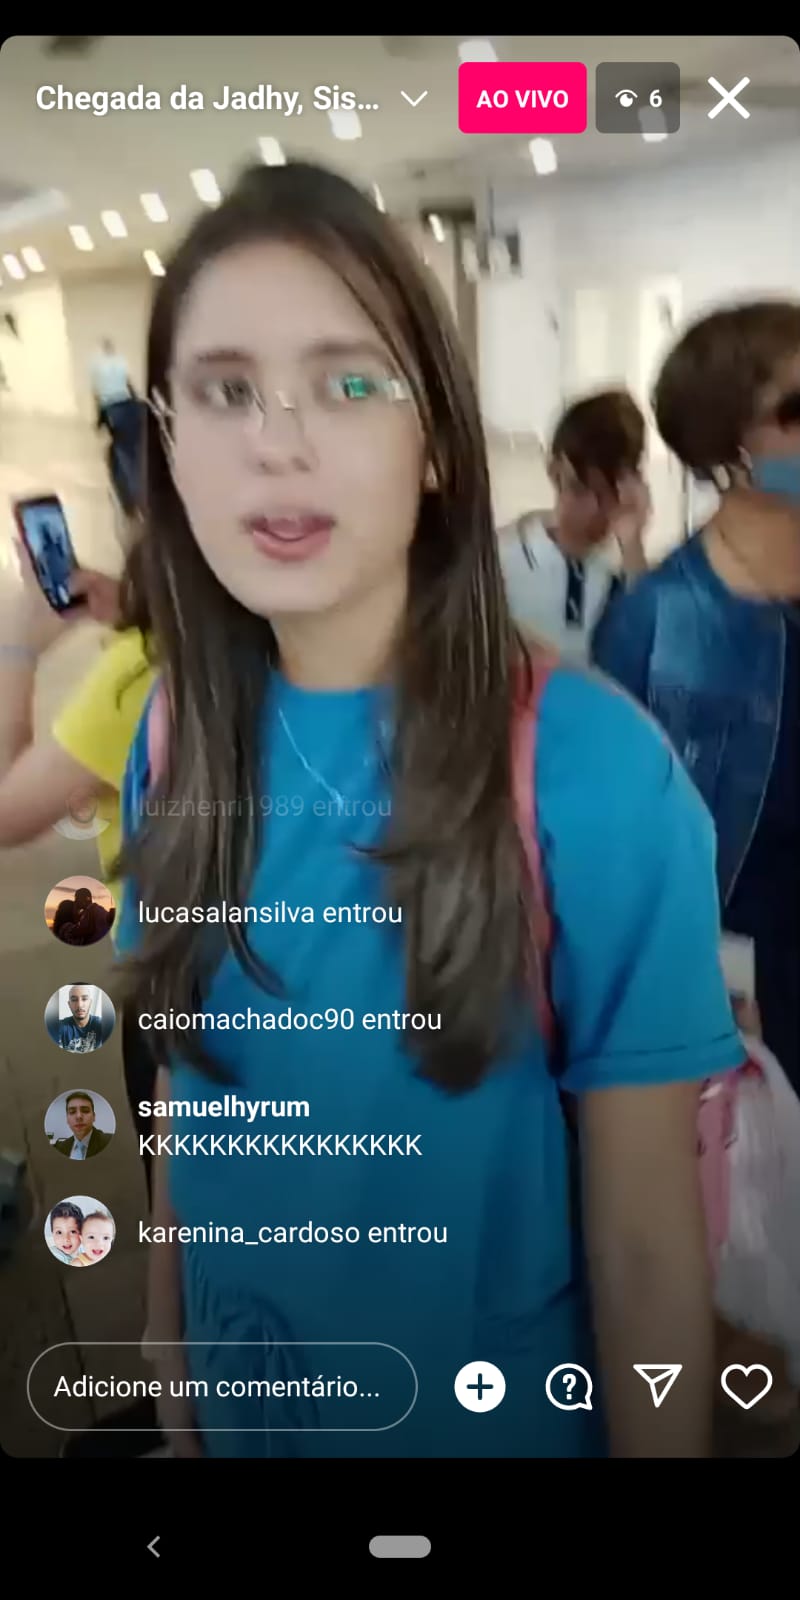 Chegada da Jadhy, Sis...
AO VIVO
6
luizhenri1989 entrou
lucasalansilva entrou
caiomachadoc90 entrou
samuelhyrum
KKKKKKKKKKKKKKKK
karenina_cardoso entrou
Adicione um comentário...